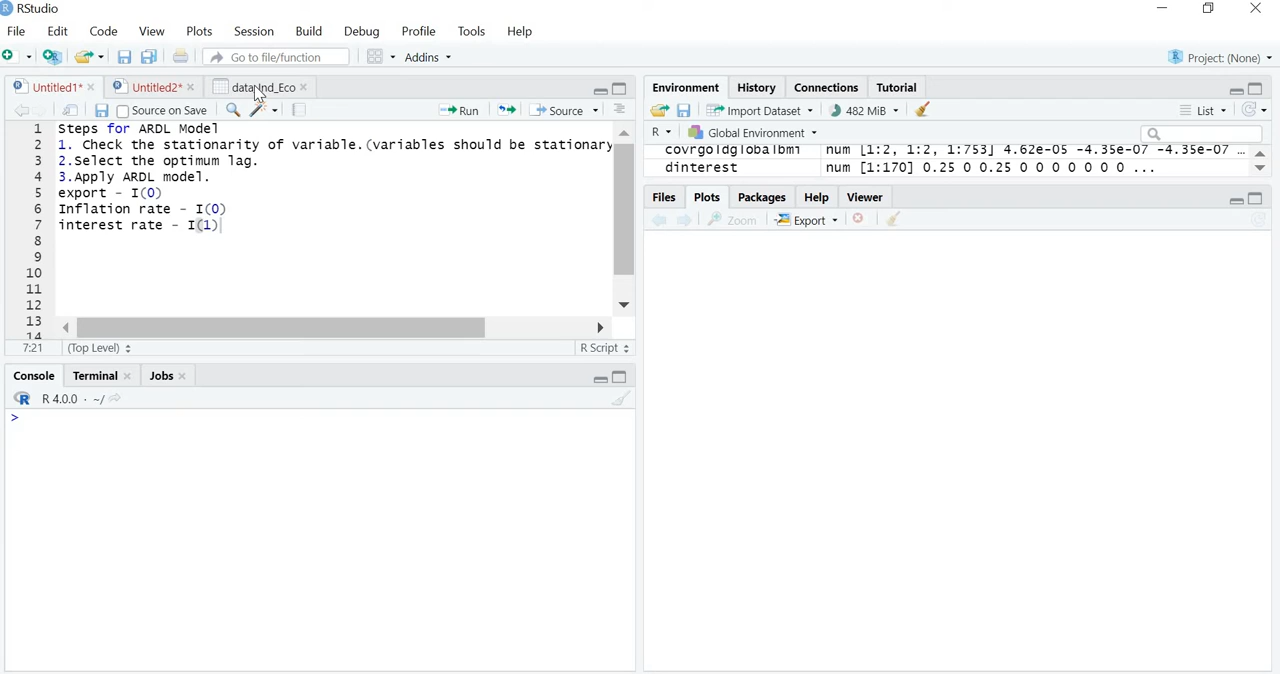 RStudio
File Edit Code View Plots Session Build Debug Profile Tools Help
Go to file/function Addins Project: (None)
Untitled1* Untitled2* dataInd_Eco
Source on Save Run Source
1 Steps for ARDL Model
2 1. Check the stationarity of variable.(variables should be stationary
3 2.Select the optimum lag.
4 3.Apply ARDL model.
5 export - I(0)
6 Inflation rate - I(0)
7 interest rate - I(1)
8
9
10
11
12
13
14
7:21 (Top Level) R Script
Console Terminal Jobs
R 4.0.0 · ~/
>
Environment History Connections Tutorial
Import Dataset 482 MiB List
R Global Environment
covrgoldglobalbm1 num [1:2, 1:2, 1:753] 4.62e-05 -4.35e-07 -4.35e-07 ...
dinterest num [1:170] 0.25 0 0.25 0 0 0 0 0 0 0 ...
Files Plots Packages Help Viewer
Zoom Export